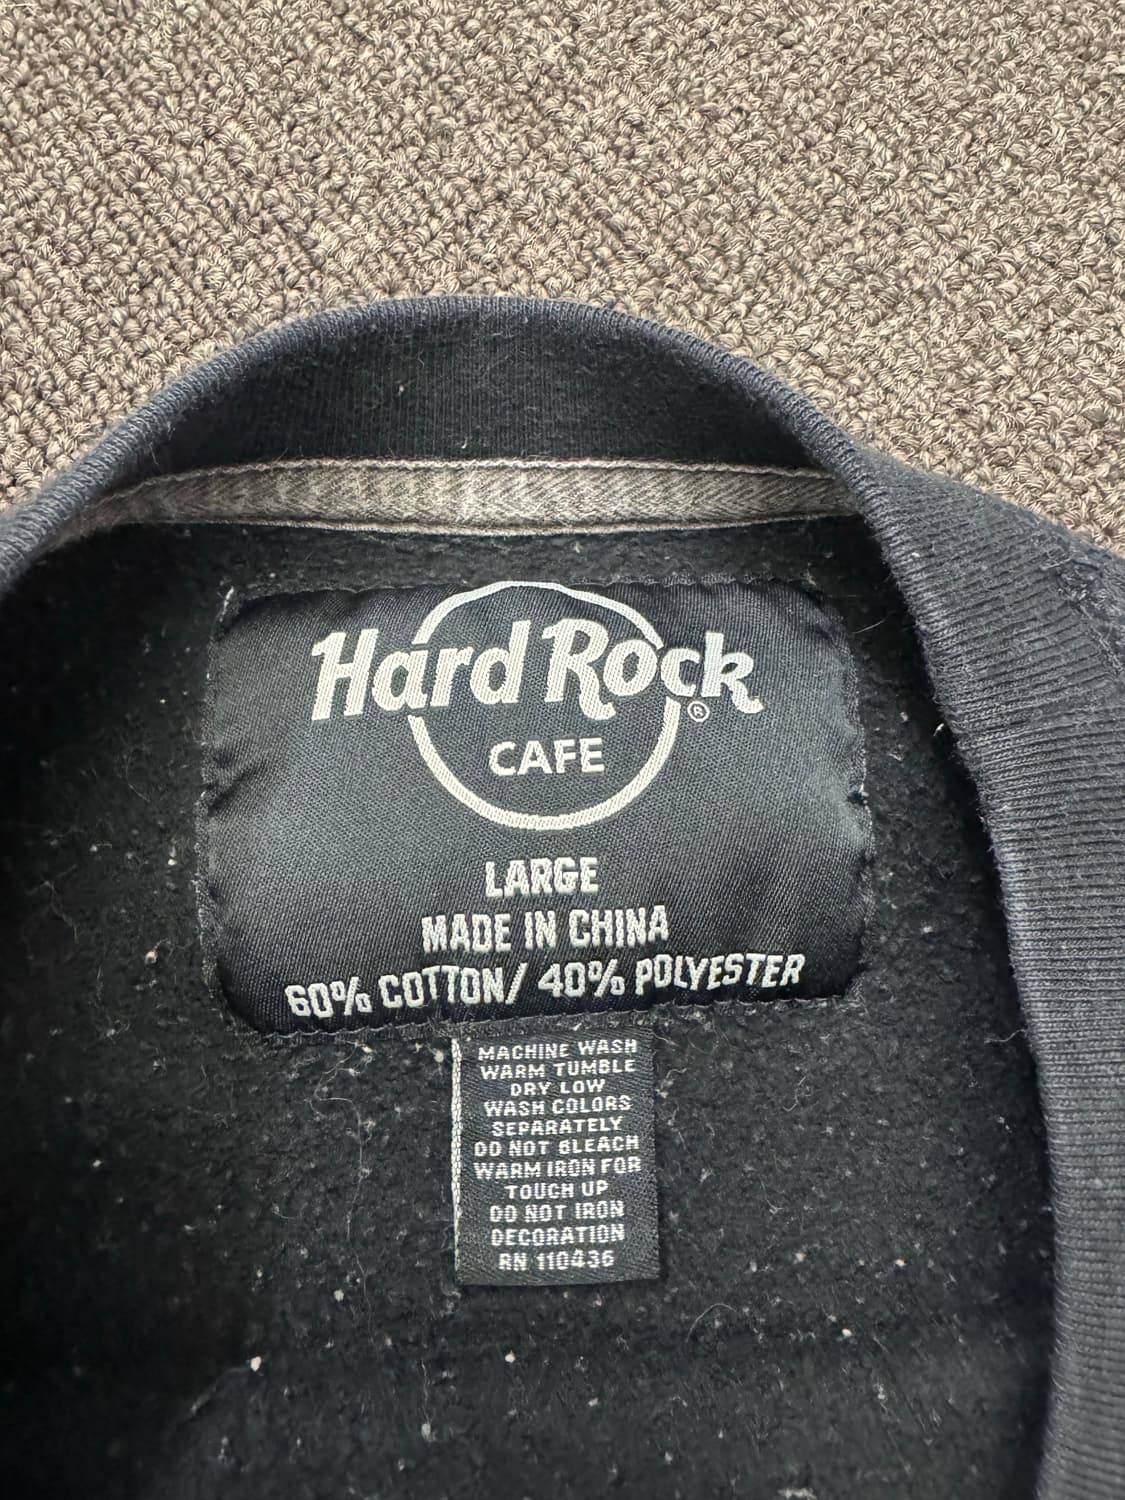 Hard Rock
®
CAFE
LARGE
MADE IN CHINA
60% COTTON/ 40% POLYESTER
MACHINE WASH
WARM TUMBLE
DRY LOW
WASH COLORS
SEPARATELY
DO NOT BLEACH
WARM IRON FOR
TOUCH UP
DO NOT IRON
DECORATION
RN 110436